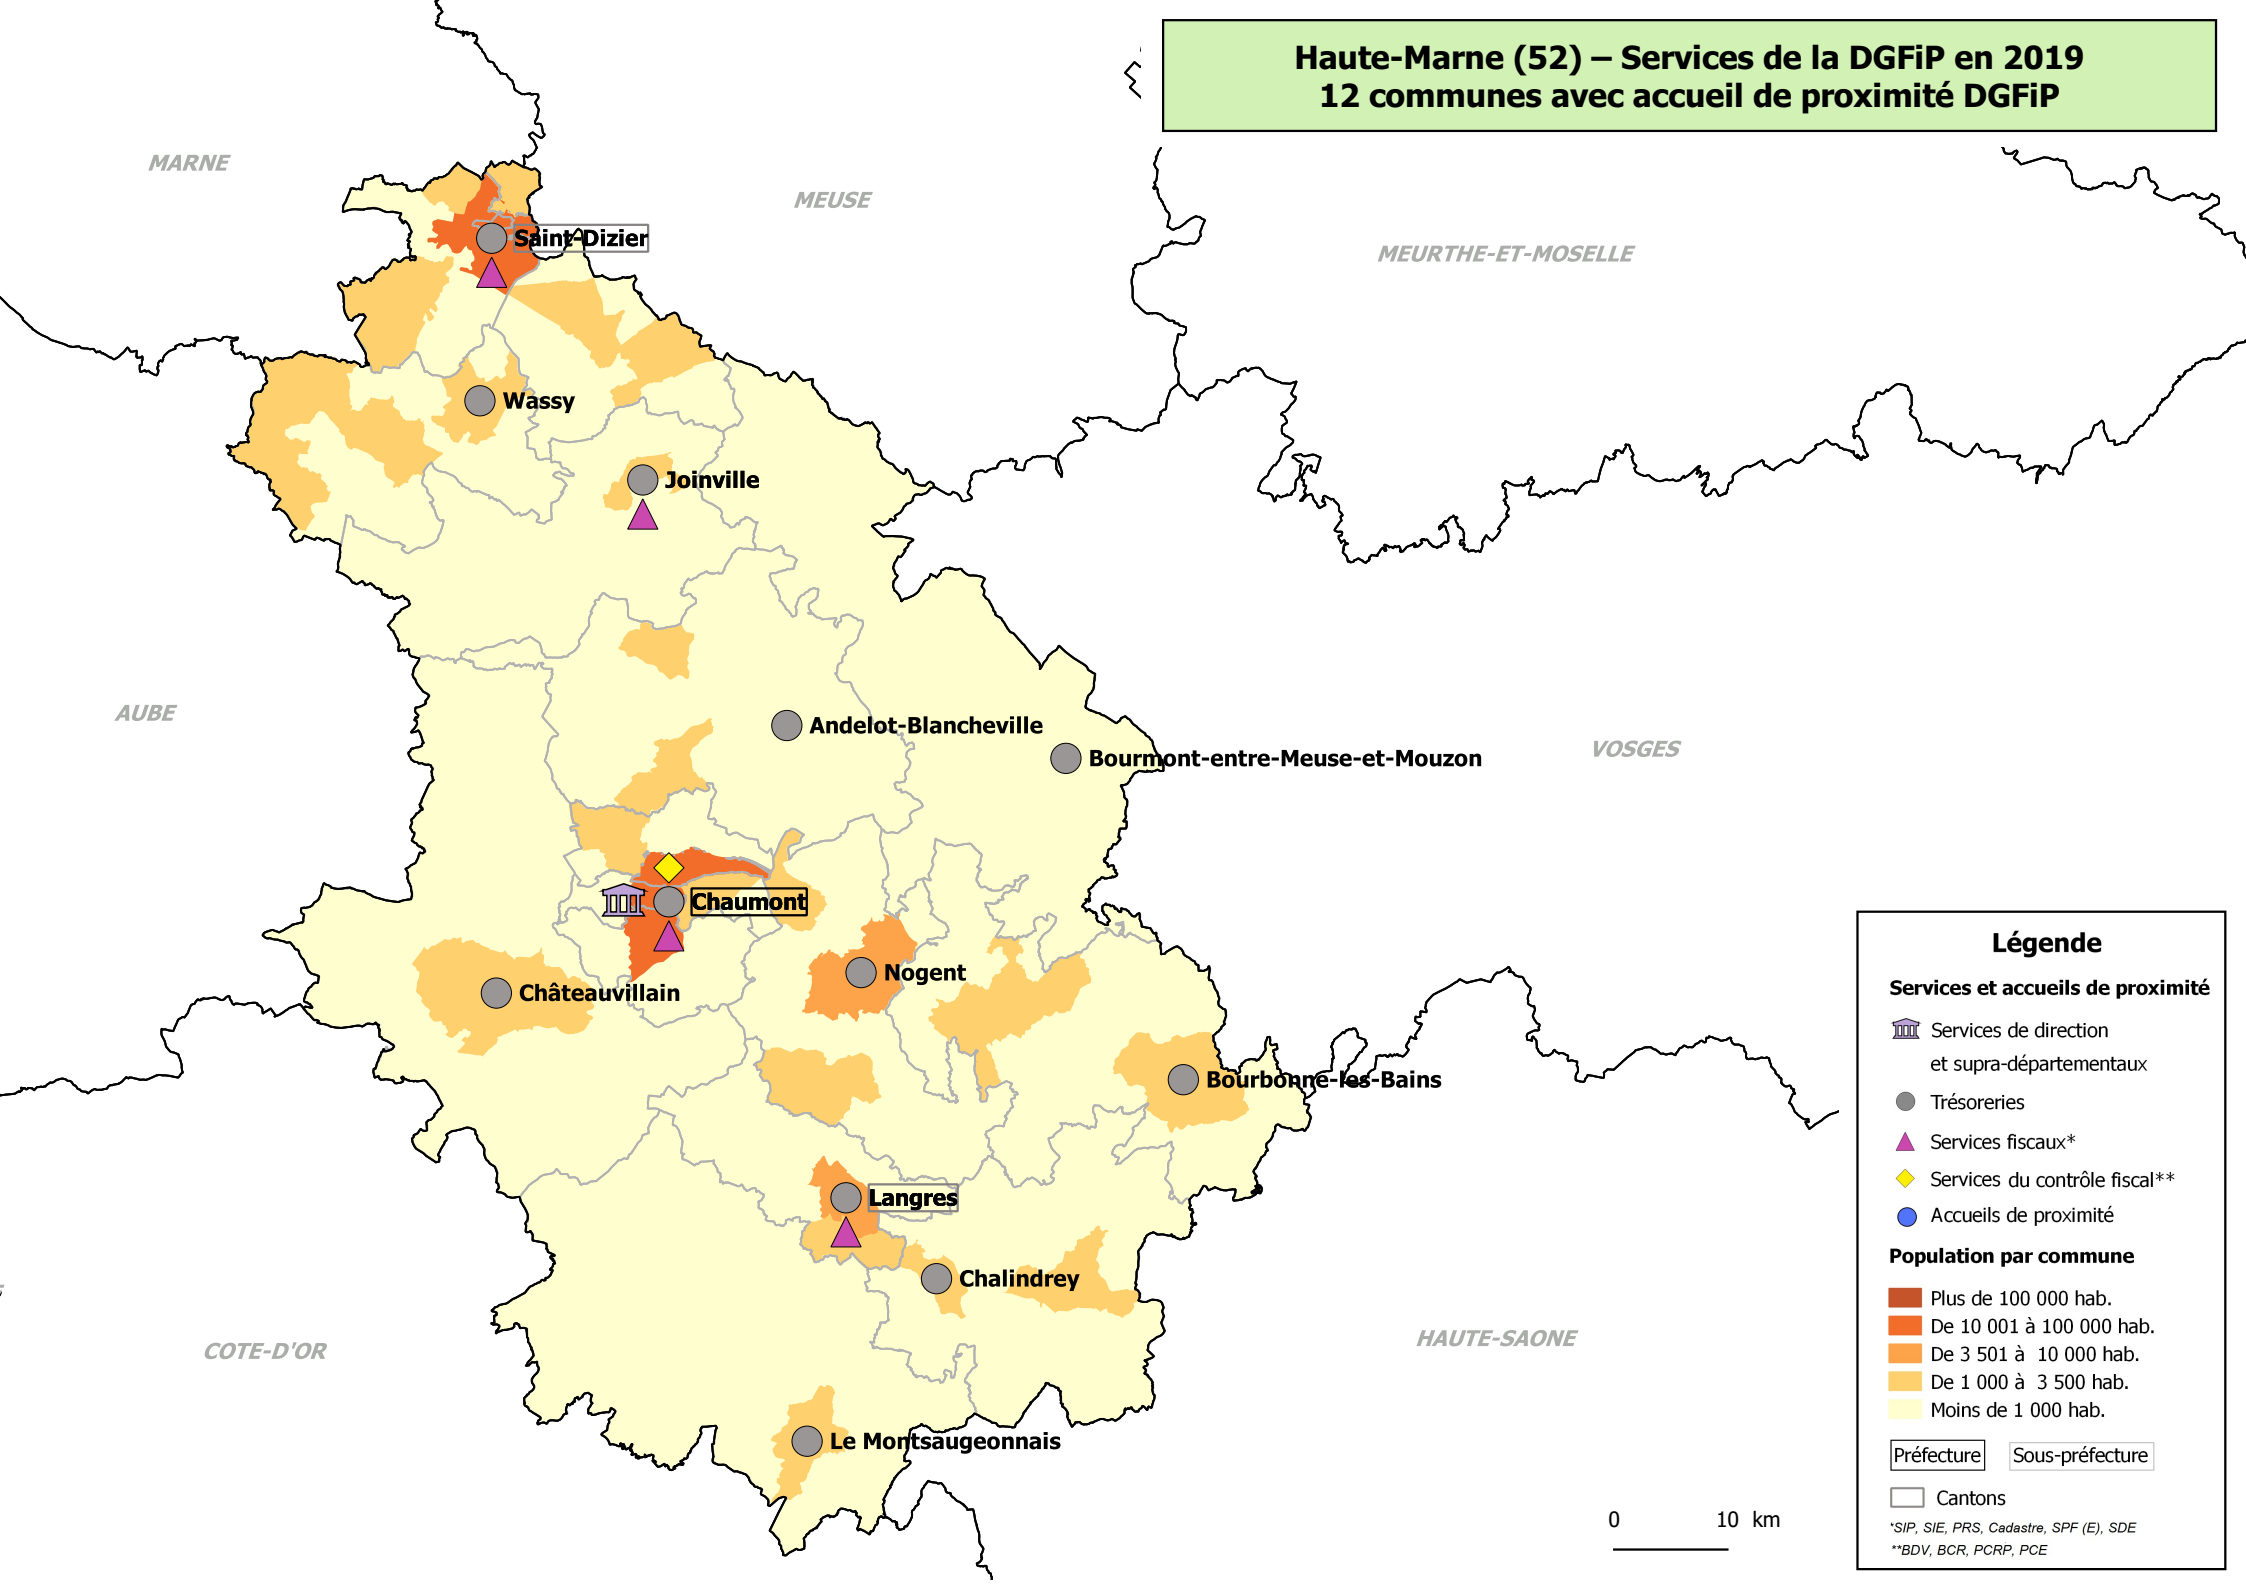 Haute-Marne (52) – Services de la DGFiP en 2019
12 communes avec accueil de proximité DGFiP
MARNE
MEUSE
MEURTHE-ET-MOSELLE
Saint-Dizier
Wassy
Joinville
AUBE
Andelot-Blancheville
Bourmont-entre-Meuse-et-Mouzon
VOSGES
Chaumont
Nogent
Châteauvillain
Bourbonne-les-Bains
Langres
Chalindrey
COTE-D'OR
HAUTE-SAONE
Le Montsaugeonnais
0 10 km
Légende
Services et accueils de proximité
Services de direction
et supra-départementaux
Trésoreries
Services fiscaux*
Services du contrôle fiscal**
Accueils de proximité
Population par commune
Plus de 100 000 hab.
De 10 001 à 100 000 hab.
De 3 501 à 10 000 hab.
De 1 000 à 3 500 hab.
Moins de 1 000 hab.
Préfecture Sous-préfecture
Cantons
*SIP, SIE, PRS, Cadastre, SPF (E), SDE
**BDV, BCR, PCRP, PCE